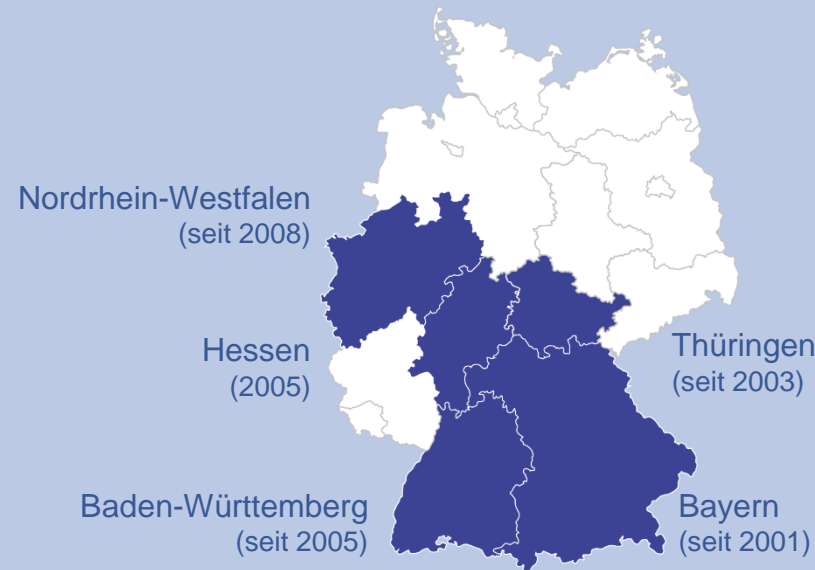 Nordrhein-Westfalen
(seit 2008)
Hessen
(2005)
Thüringen
(seit 2003)
Baden-Württemberg
(seit 2005)
Bayern
(seit 2001)